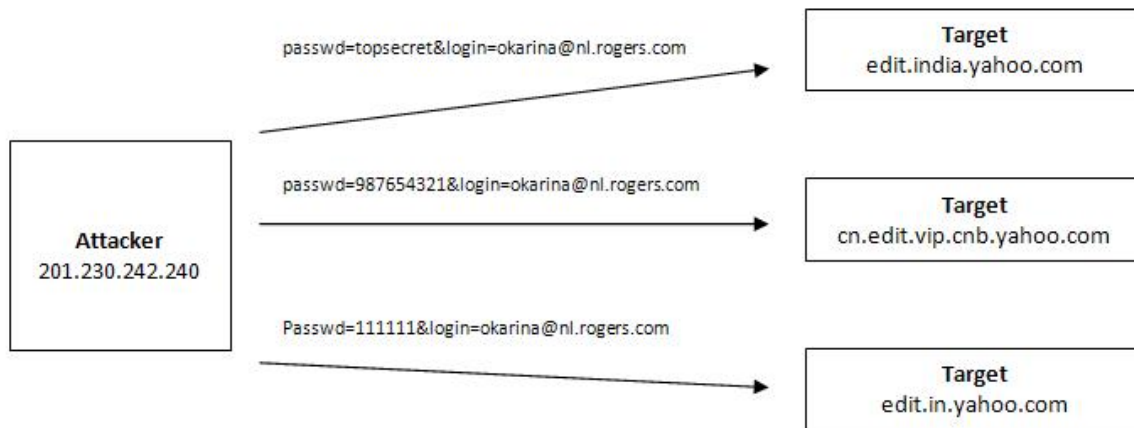 passwd=topsecret&login=okarina@nl.rogers.com
Target
edit.india.yahoo.com
passwd=987654321&login=okarina@nl.rogers.com
Target
cn.edit.vip.cnb.yahoo.com
Attacker
201.230.242.240
Passwd=111111&login=okarina@nl.rogers.com
Target
edit.in.yahoo.com